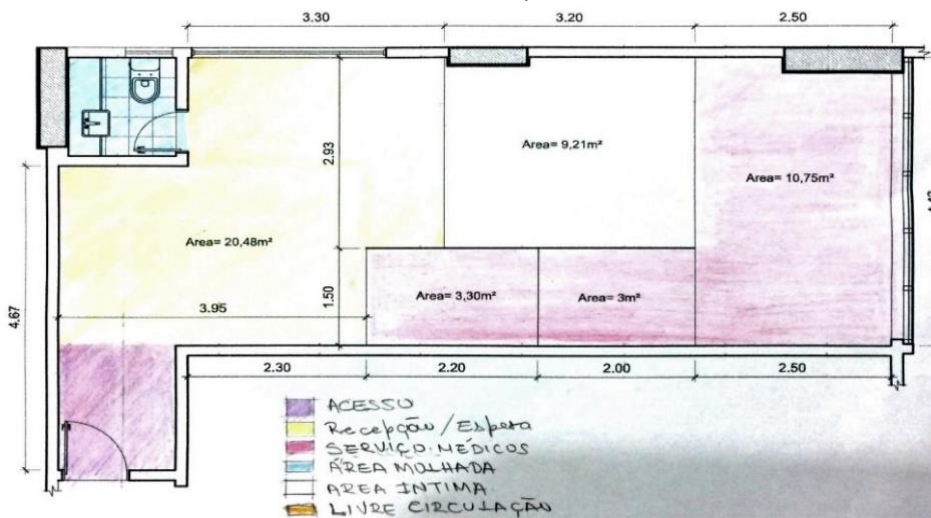 3.30 3.20 2.50
Area= 9,21m²
2.93
Area= 10,75m²
Area= 20,48m²
Area= 3,30m²
Area= 3m²
1.50
3.95
4.67
2.30 2.20 2.00 2.50
ACESSO
Recepção/Espera
SERVIÇO MÉDICOS
ÁREA MOLHADA
AREA INTIMA
LIVRE CIRCULAÇÃO